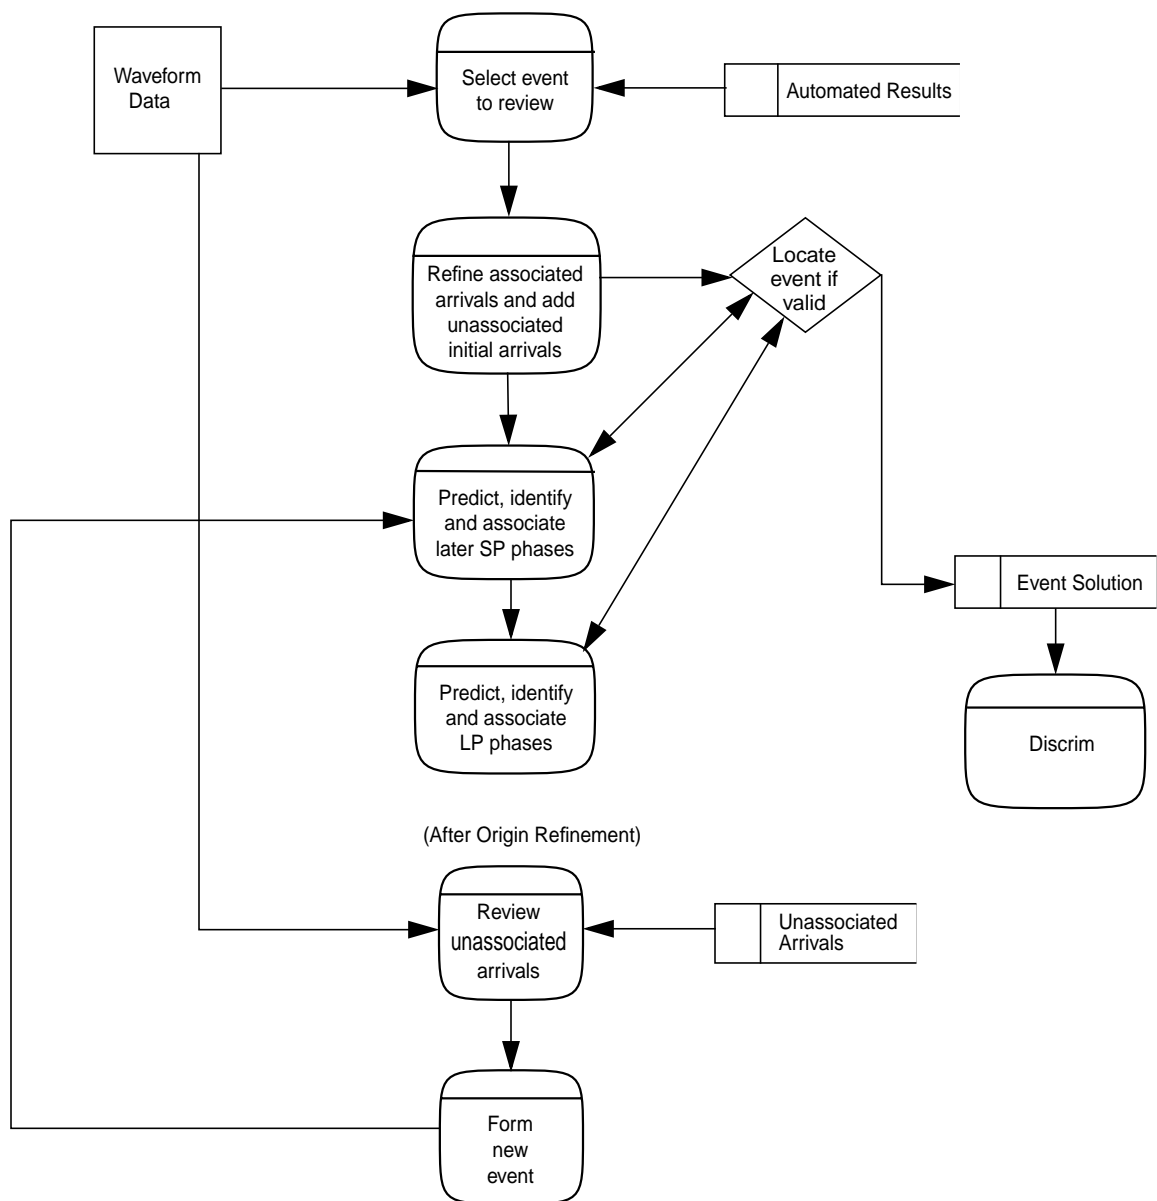 Waveform
Data
Select event
to review
Automated Results
Refine associated
arrivals and add
unassociated
initial arrivals
Locate
event if
valid
Predict, identify
and associate
later SP phases
Event Solution
Predict, identify
and associate
LP phases
Discrim
(After Origin Refinement)
Review
unassociated
arrivals
Unassociated
Arrivals
Form
new
event